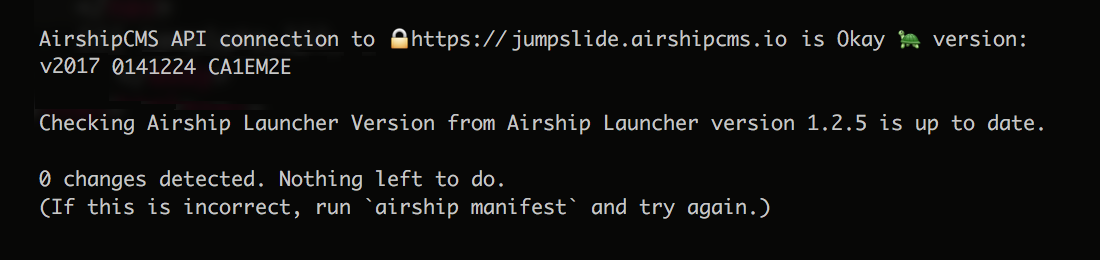 AirshipCMS API connection to 🔒https://jumpslide.airshipcms.io is Okay 🐢 version:
v2017 0141224 CA1EM2E
Checking Airship Launcher Version from Airship Launcher version 1.2.5 is up to date.
0 changes detected. Nothing left to do.
(If this is incorrect, run `airship manifest` and try again.)